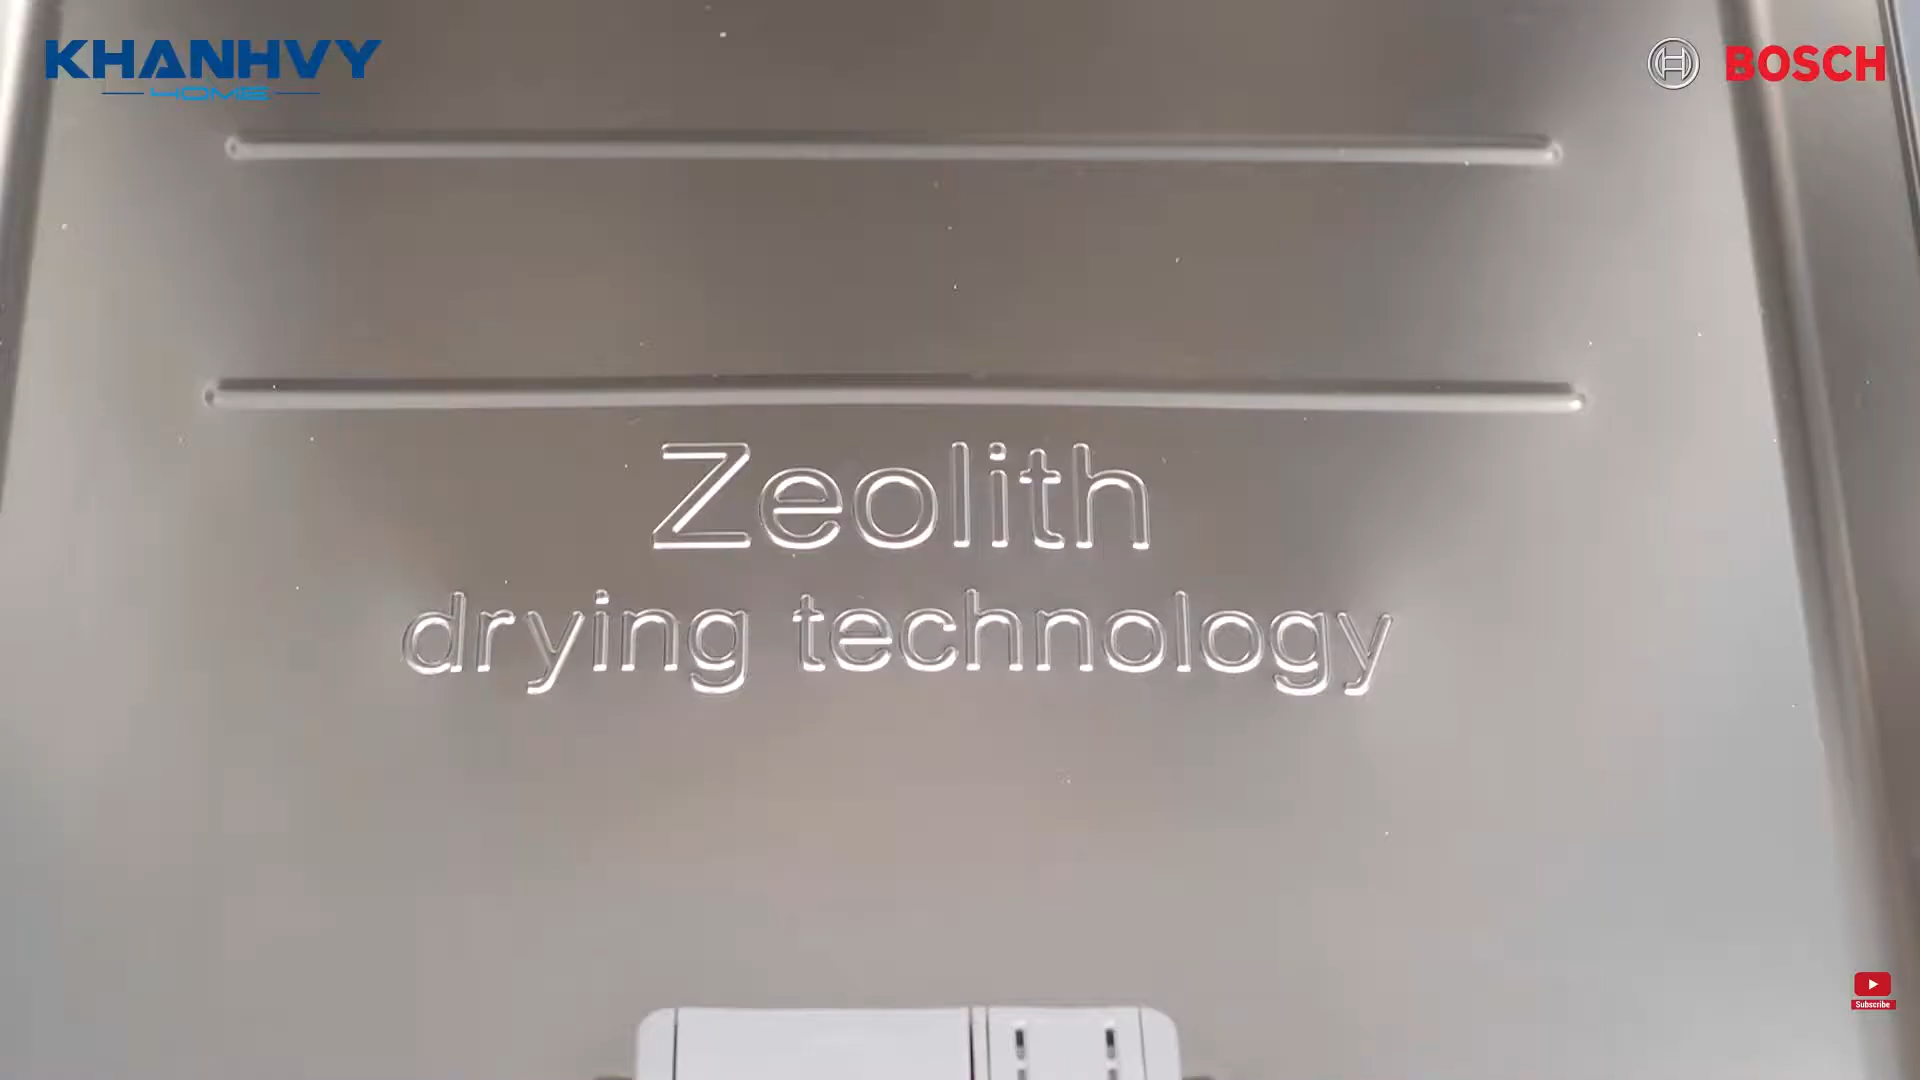 KHANHVY
HOME
BOSCH
Zeolith
drying technology
Subscribe